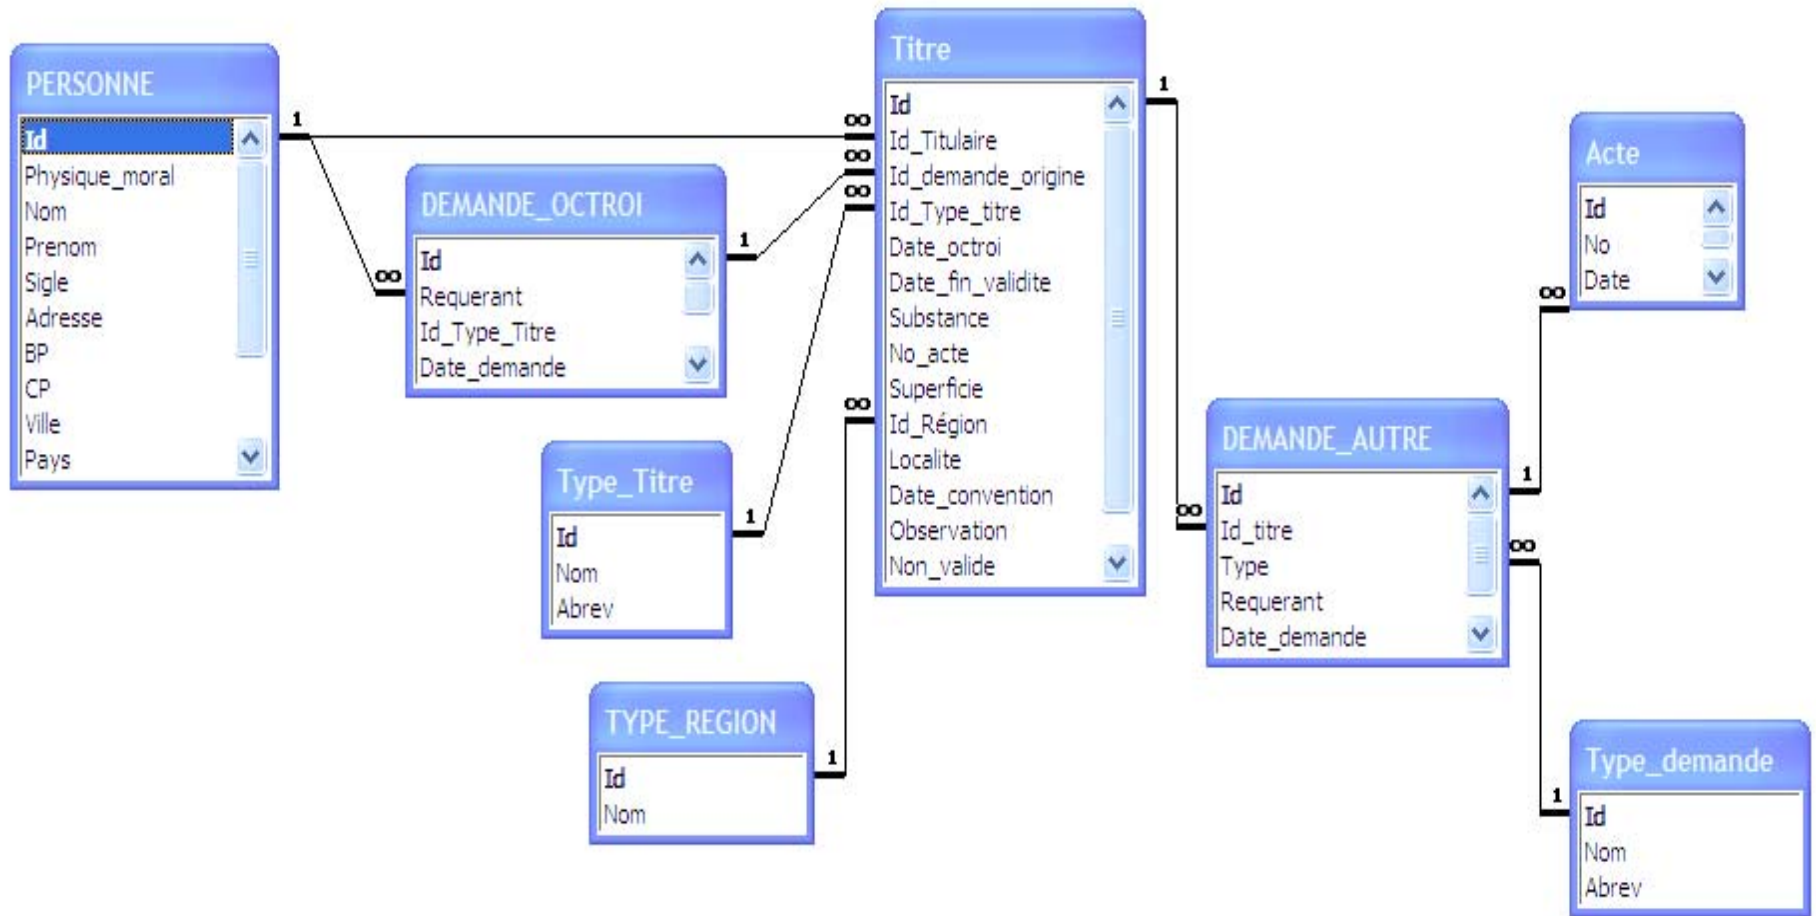 PERSONNE
Id
Physique_moral
Nom
Prenom
Sigle
Adresse
BP
CP
Ville
Pays
1
∞
DEMANDE_OCTROI
Id
Requerant
Id_Type_Titre
Date_demande
1
Type_Titre
Id
Nom
Abrev
1
TYPE_REGION
Id
Nom
1
∞
∞
∞
∞
Titre
Id
Id_Titulaire
Id_demande_origine
Id_Type_titre
Date_octroi
Date_fin_validite
Substance
No_acte
Superficie
Id_Région
Localite
Date_convention
Observation
Non_valide
1
∞
DEMANDE_AUTRE
Id
Id_titre
Type
Requerant
Date_demande
1
∞
∞
Acte
Id
No
Date
1
Type_demande
Id
Nom
Abrev